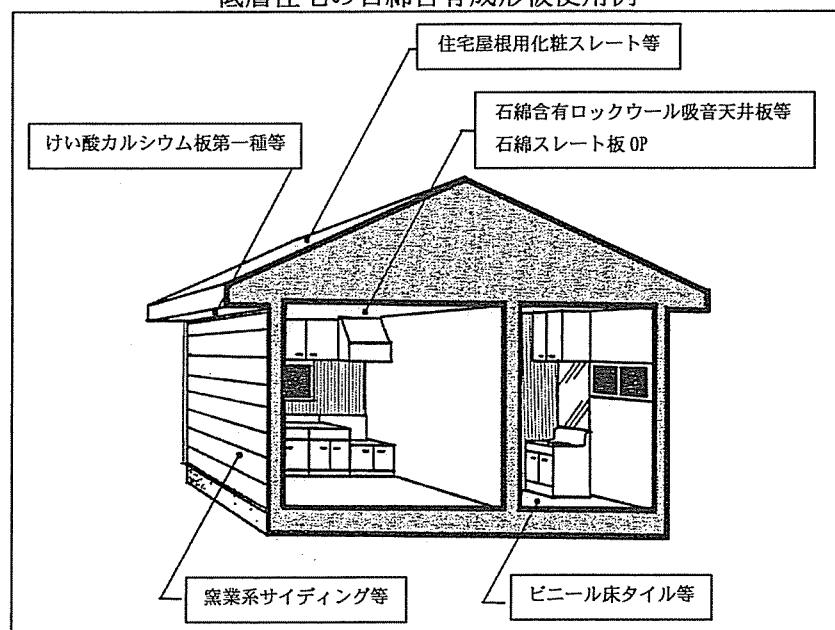 低層住宅の石綿含有成形板使用例
住宅屋根用化粧スレート等
石綿含有ロックウール吸音天井板等
石綿スレート板 OP
けい酸カルシウム板第一種等
窯業系サイディング等
ビニール床タイル等